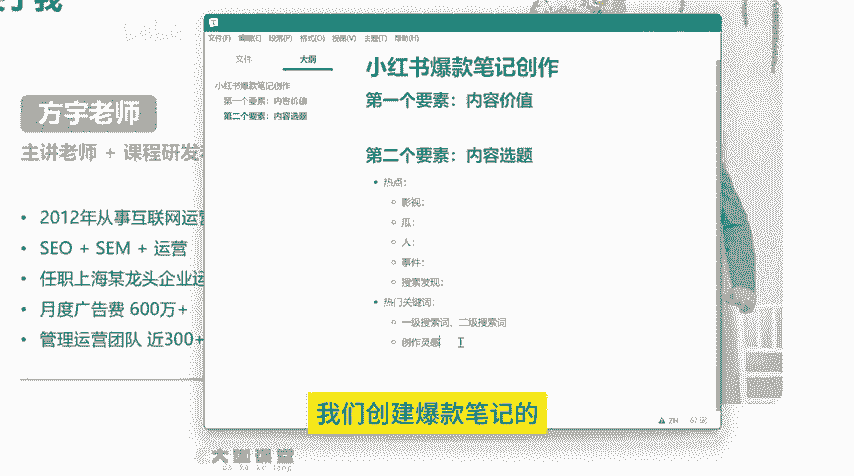 于我
方宇老师
主讲老师 + 课程研发
2012年从事互联网运营
SEO + SEM + 运营
任职上海某龙头企业运
月度广告费 600万+
管理运营团队 近300+
文件(F) 编辑(E) 段落(P) 格式(O) 视图(V) 主题(T) 帮助(H)
文件 大纲
小红书爆款笔记创作
第一个要素：内容价值
第二个要素：内容选题
小红书爆款笔记创作
第一个要素：内容价值
第二个要素：内容选题
热点：
影视：
瓜：
人：
事件：
搜索发现：
热门关键词：
一级搜索词、二级搜索词
创作灵感
67 词
我们创建爆款笔记的
大咖课堂